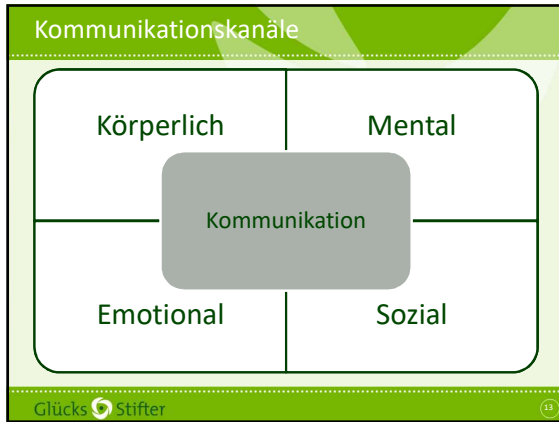 Kommunikationskanäle
Körperlich
Mental
Kommunikation
Emotional
Sozial
Glücks Stifter
13